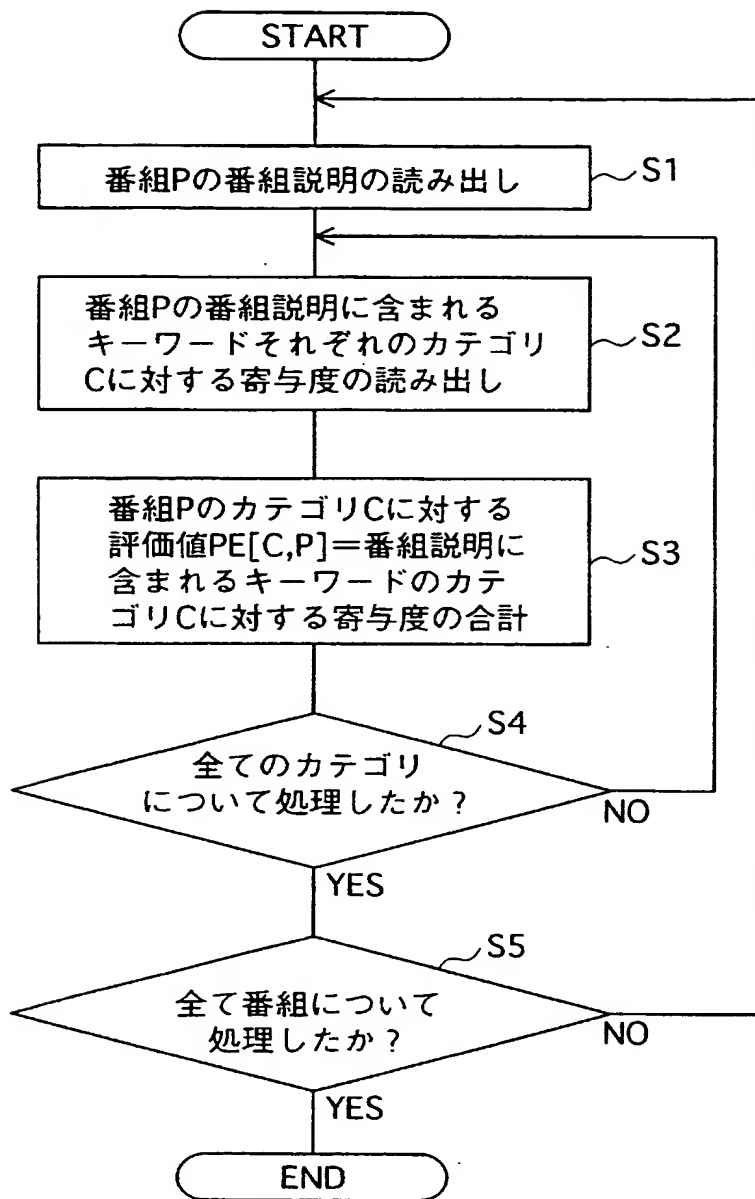 START
番組Pの番組説明の読み出し
S1
番組Pの番組説明に含まれる
キーワードそれぞれのカテゴリ
Cに対する寄与度の読み出し
S2
番組PのカテゴリCに対する
評価値PE[C,P]＝番組説明に
含まれるキーワードのカテ
ゴリCに対する寄与度の合計
S3
S4
全てのカテゴリ
について処理したか？
NO
YES
S5
全て番組について
処理したか？
NO
YES
END